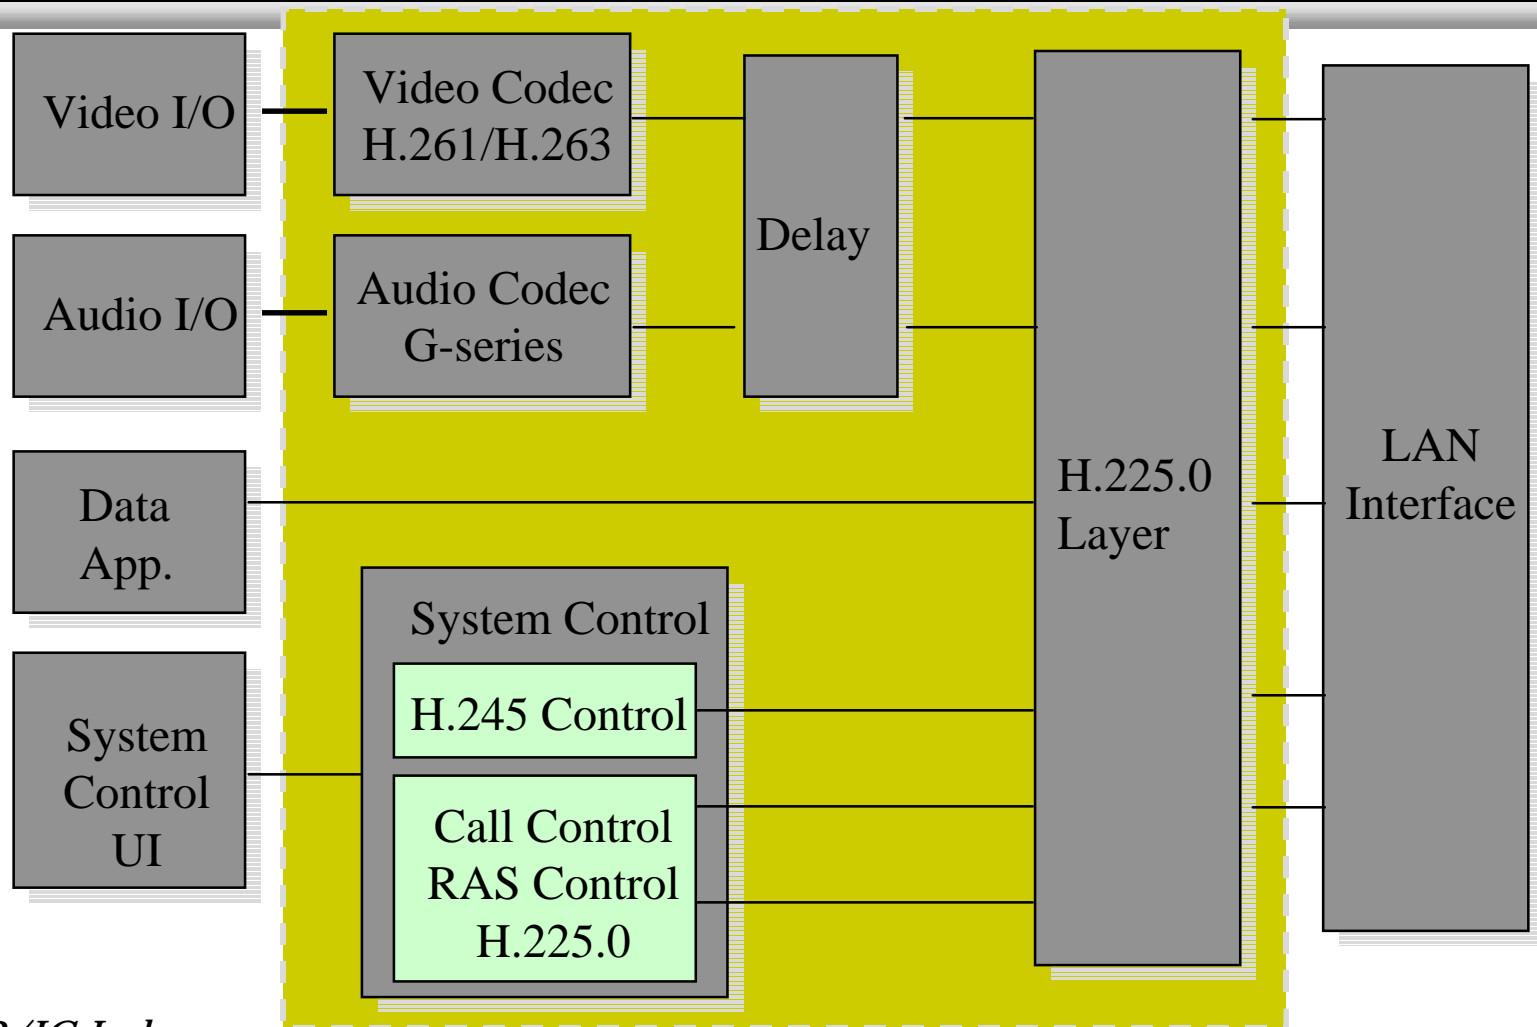 Video I/O
Video Codec
H.261/H.263
Delay
Audio I/O
Audio Codec
G-series
Data
App.
H.225.0
Layer
LAN
Interface
System Control
H.245 Control
System
Control
UI
Call Control
RAS Control
H.225.0